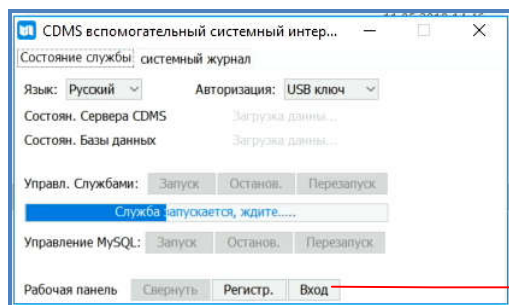 CDMS вспомогательный системный интер...
Состояние службы системный журнал
Язык: Русский Авторизация: USB ключ
Состоян. Сервера CDMS Загрузка данны...
Состоян. Базы данных Загрузка данны...
Управл. Службами: Запуск Останов. Перезапуск
Служба запускается, ждите.....
Управление MySQL: Запуск Останов. Перезапуск
Рабочая панель Свернуть Регистр. Вход